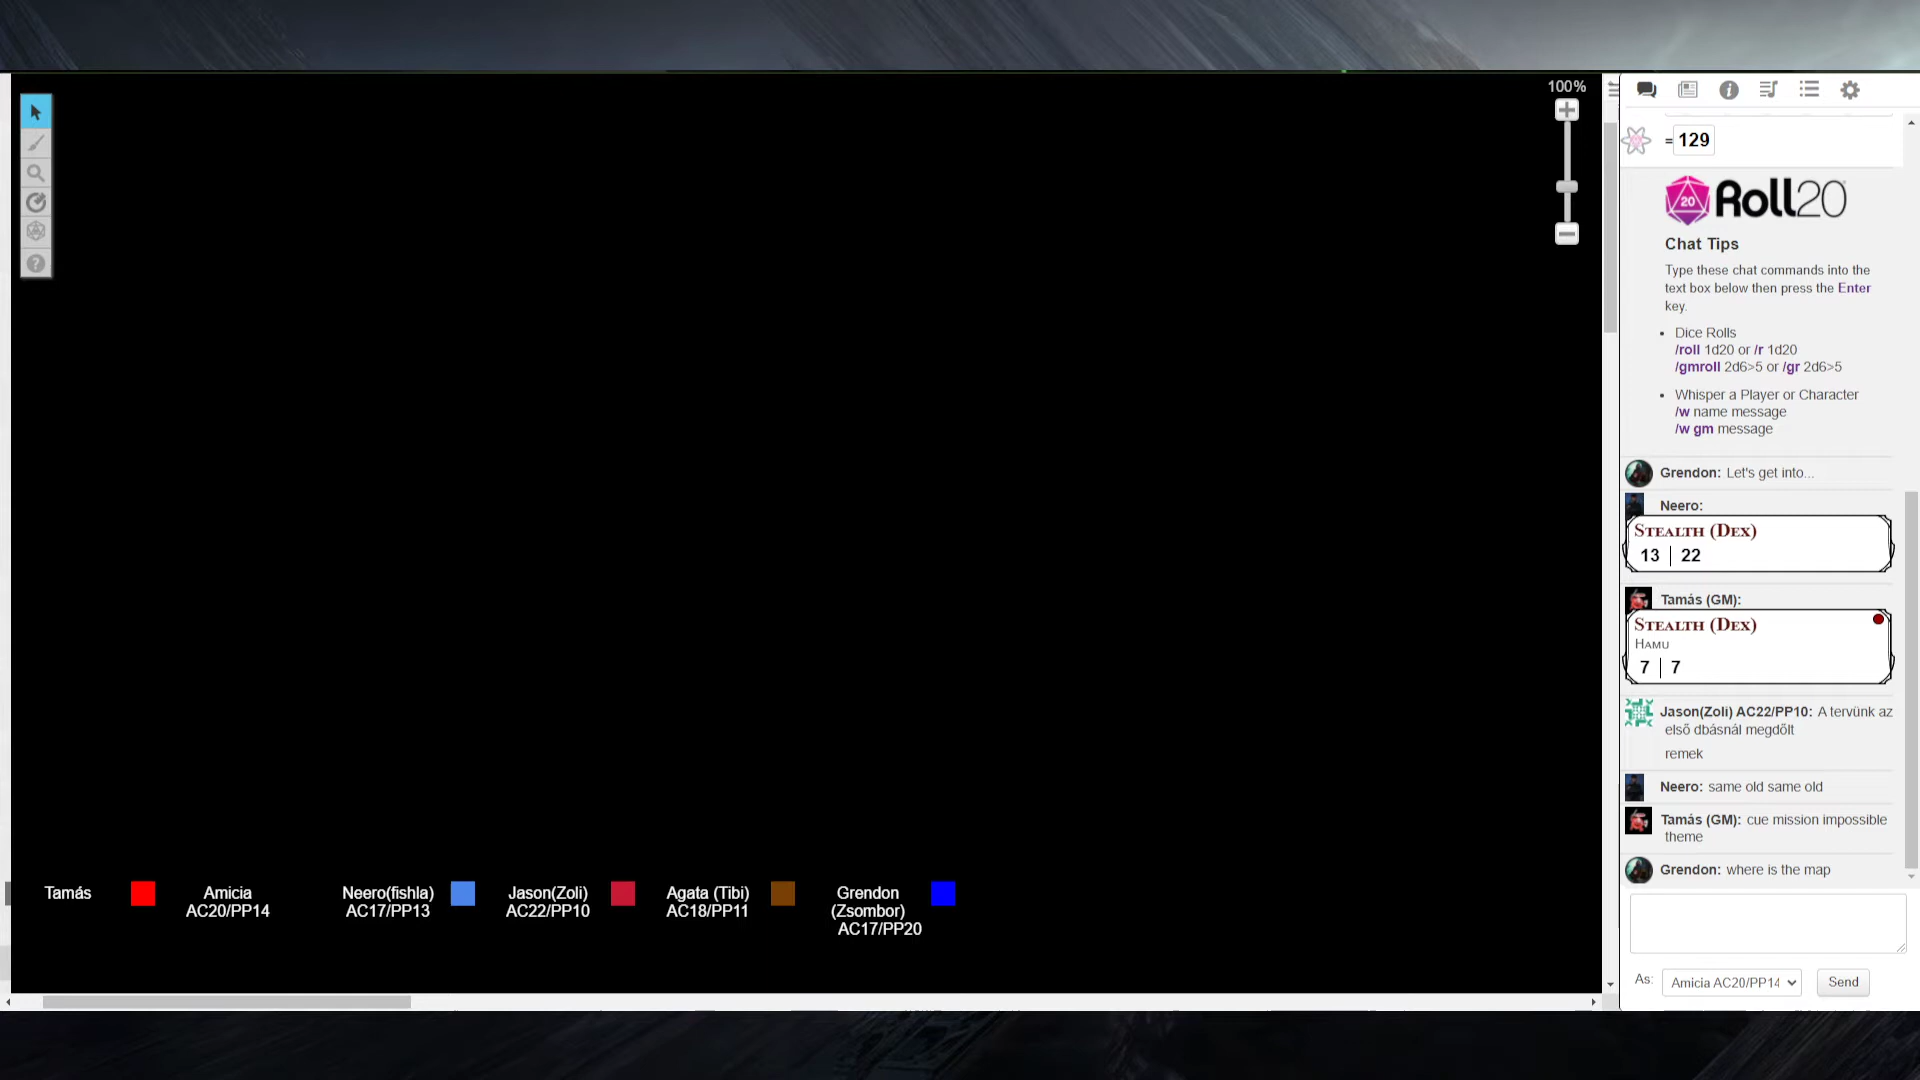 100%
=129
20 Roll20
Chat Tips
Type these chat commands into the
text box below then press the Enter
key.
Dice Rolls
/roll 1d20 or /r 1d20
/gmroll 2d6>5 or /gr 2d6>5
Whisper a Player or Character
/w name message
/w gm message
Grendon: Let's get into...
Neero:
Stealth (Dex)
13 | 22
Tamás (GM):
Stealth (Dex)
Hamu
7 | 7
Jason(Zoli) AC22/PP10: A tervünk az
első dbásnál megdőlt
remek
Neero: same old same old
Tamás (GM): cue mission impossible
theme
Grendon: where is the map
As: Amicia AC20/PP14 Send
Tamás
Amicia
AC20/PP14
Neero(fishla)
AC17/PP13
Jason(Zoli)
AC22/PP10
Agata (Tibi)
AC18/PP11
Grendon
(Zsombor)
AC17/PP20